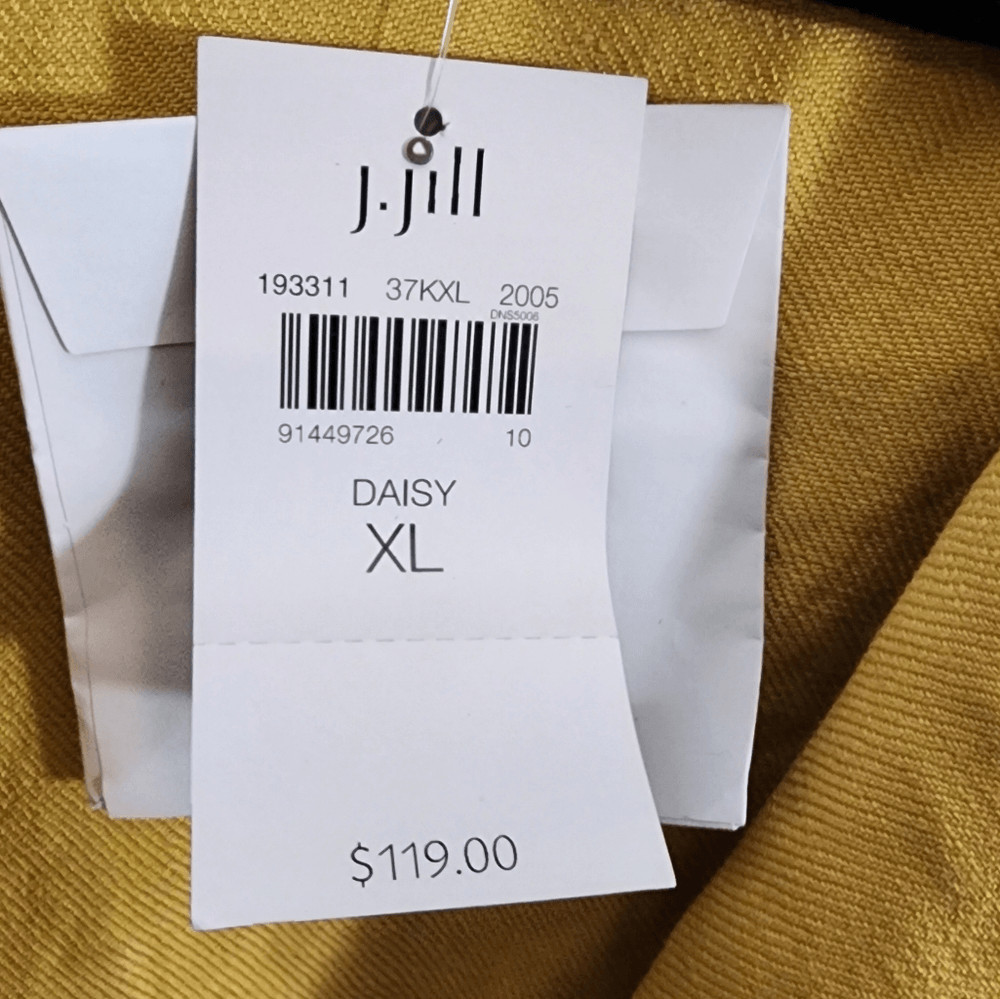 J.Jill
193311 37KXL 2005
DNS5006
91449726 10
DAISY
XL
$119.00